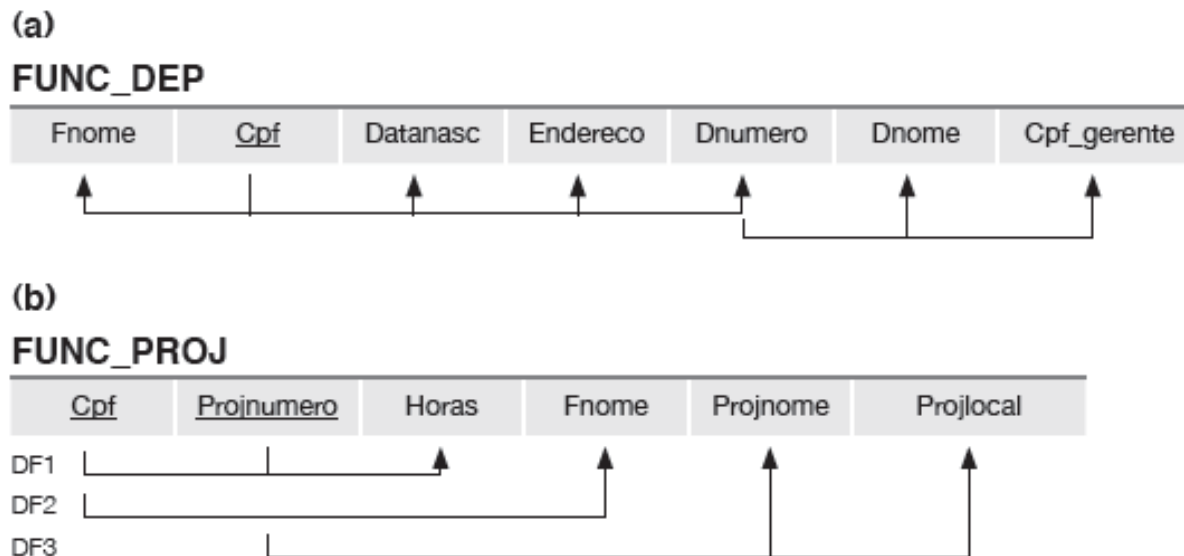 (a)
FUNC_DEP
Fnome Cpf Datanasc Endereco Dnumero Dnome Cpf_gerente
(b)
FUNC_PROJ
Cpf Projnumero Horas Fnome Projnome Projlocal
DF1
DF2
DF3